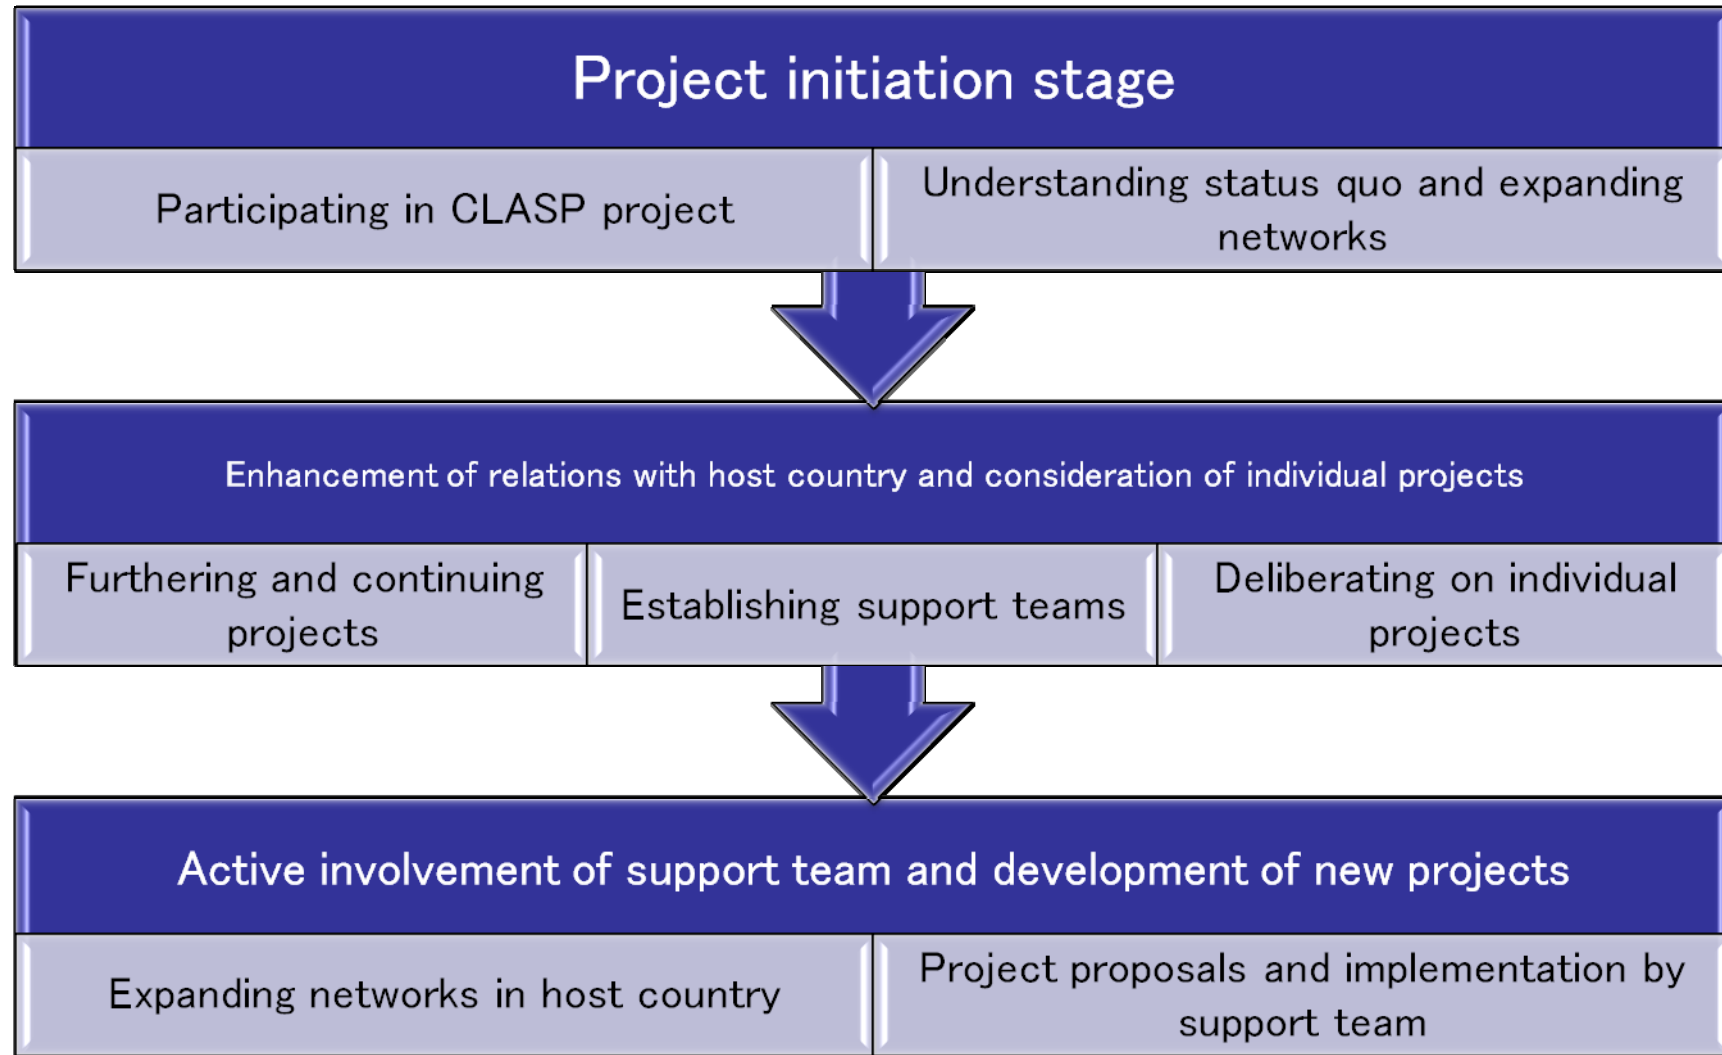 Project initiation stage
Participating in CLASP project
Understanding status quo and expanding
networks
Enhancement of relations with host country and consideration of individual projects
Furthering and continuing
projects
Establishing support teams
Deliberating on individual
projects
Active involvement of support team and development of new projects
Expanding networks in host country
Project proposals and implementation by
support team